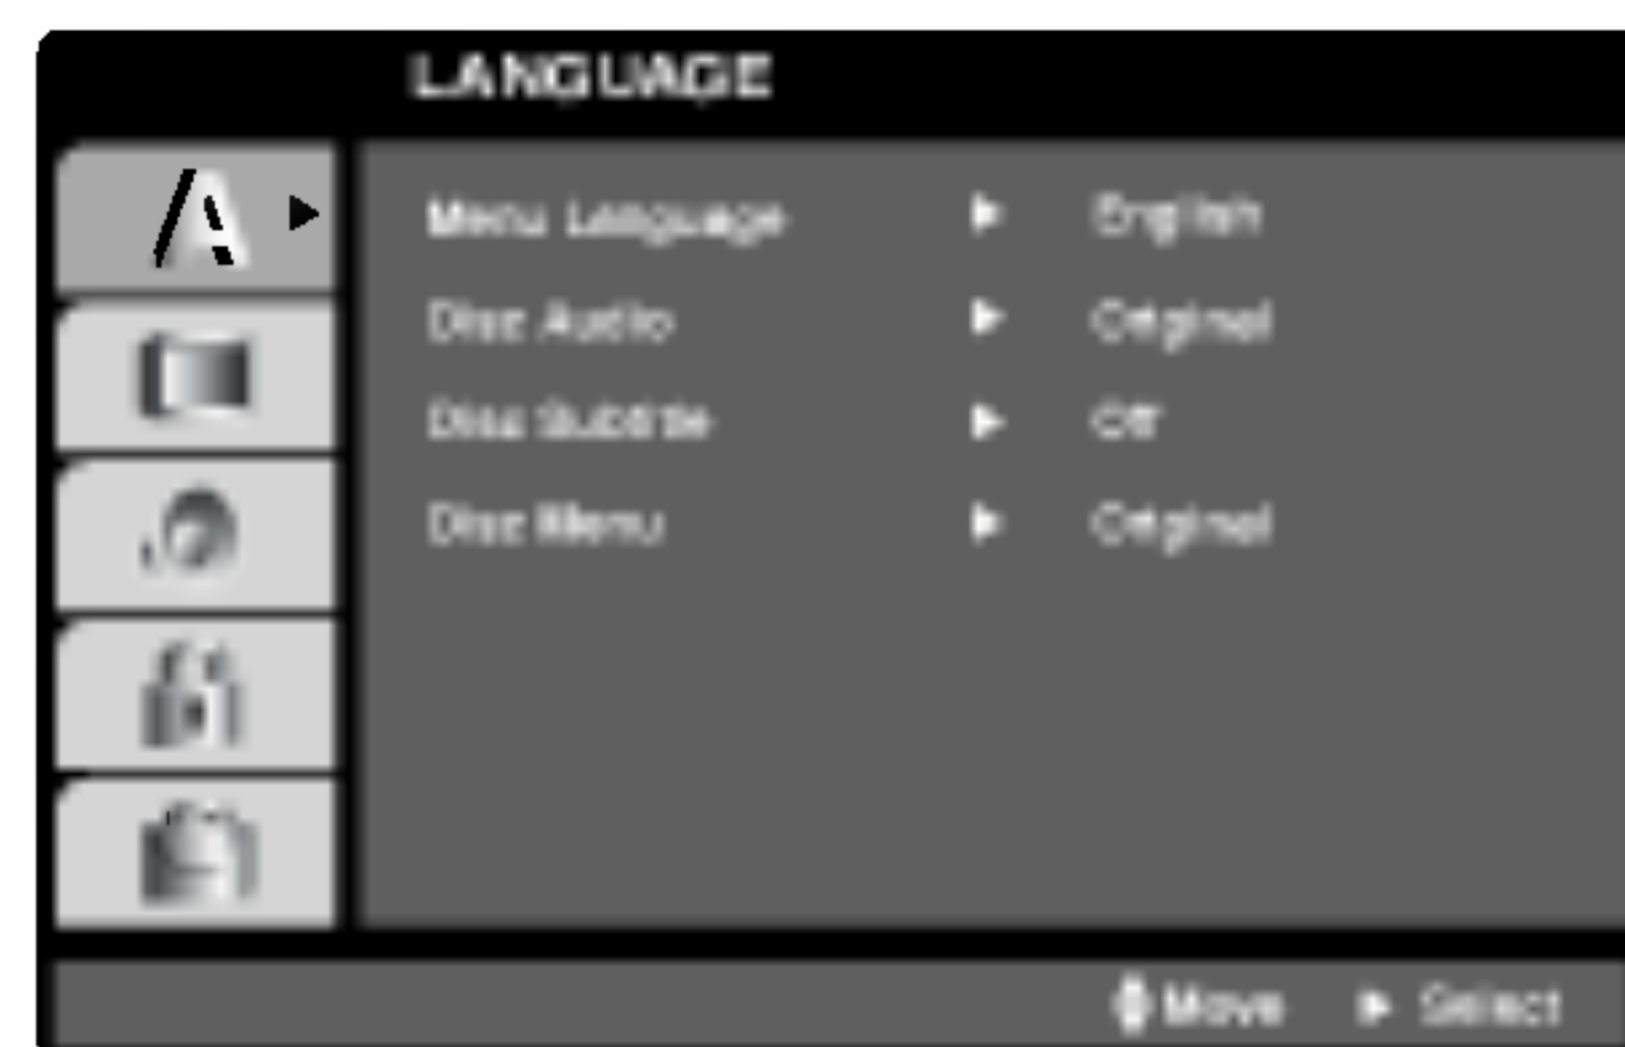 LANGUAGE
Menu Language ► English
Disc Audio ► Original
Disc Subtitle ► Off
Disc Menu ► Original
Move ► Select